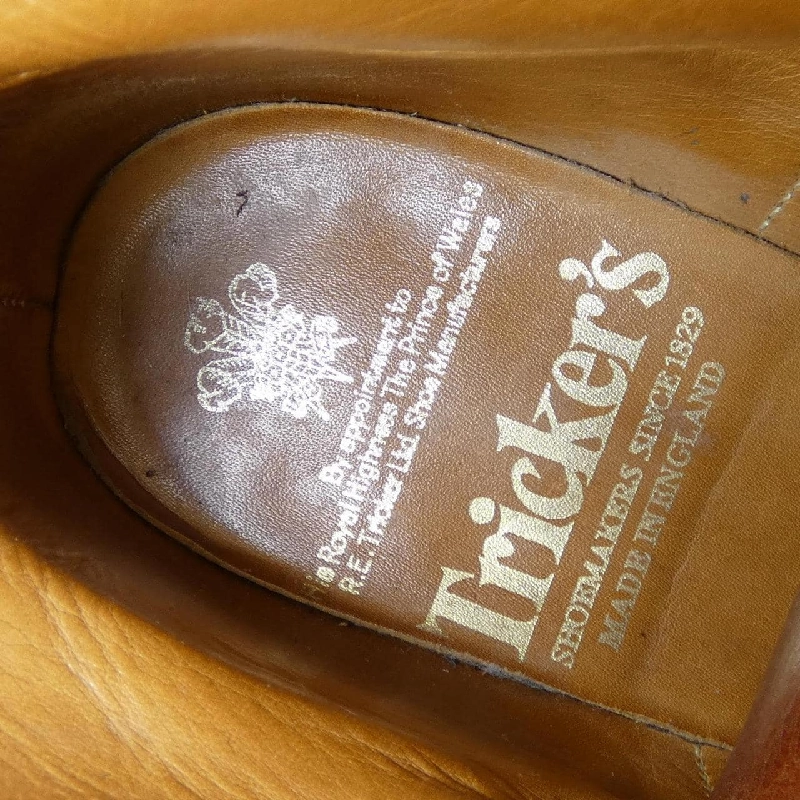 By appointment to
His Royal Highness The Prince of Wales
R.E. Tricker Ltd Shoe Manufacturers
Tricker's
SHOEMAKERS SINCE 1829
MADE IN ENGLAND